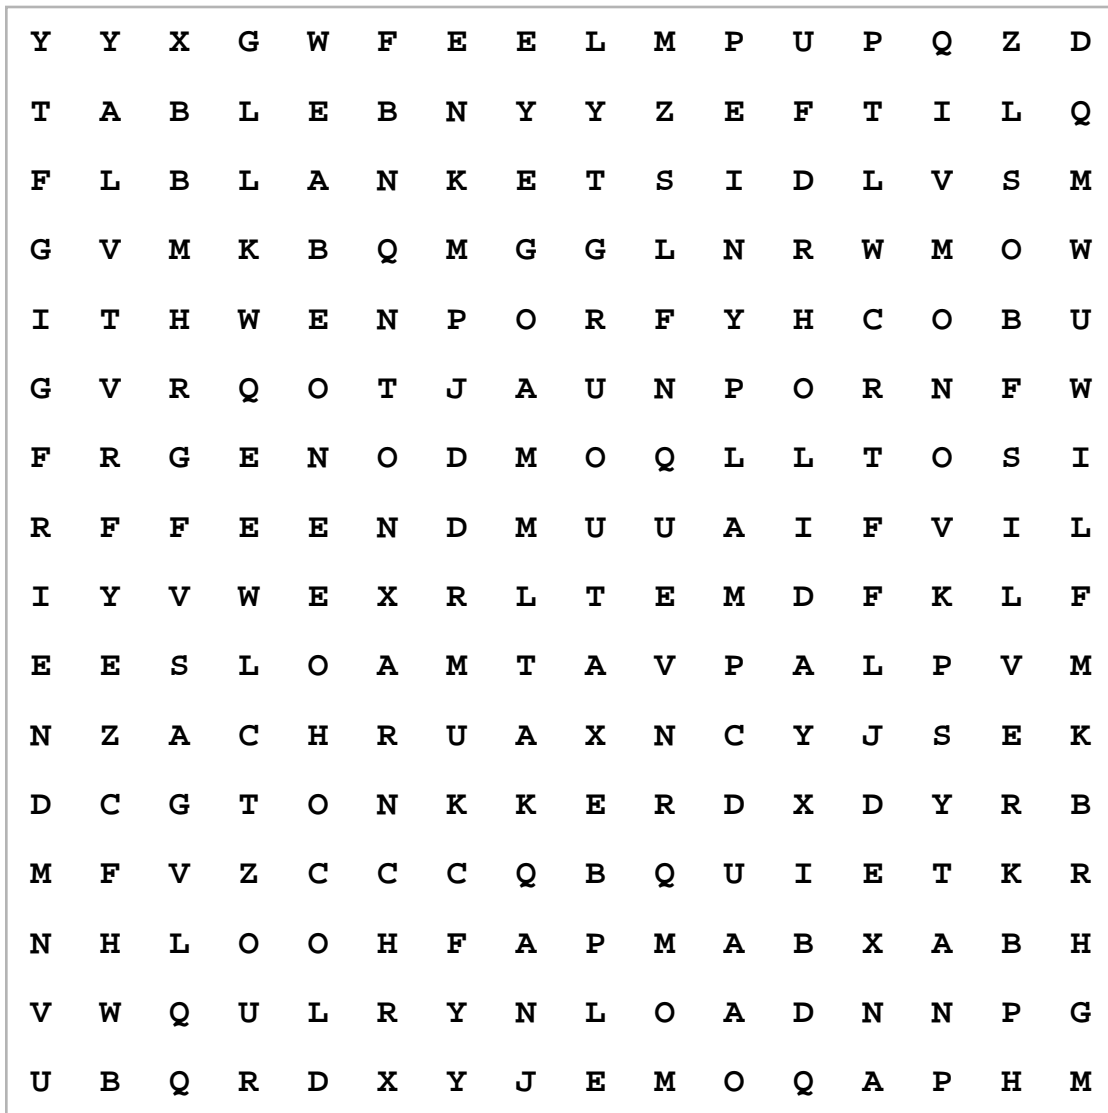 Y Y X G W F E E L M P U P Q Z D
T A B L E B N Y Y Z E F T I L Q
F L B L A N K E T S I D L V S M
G V M K B Q M G G L N R W M O W
I T H W E N P O R F Y H C O B U
G V R Q O T J A U N P O R N F W
F R G E N O D M O Q L L T O S I
R F F E E N D M U U A I F V I L
I Y V W E X R L T E M D F K L F
E E S L O A M T A V P A L P V M
N Z A C H R U A X N C Y J S E K
D C G T O N K K E R D X D Y R B
M F V Z C C C Q B Q U I E T K R
N H L O O H F A P M A B X A B H
V W Q U L R Y N L O A D N N P G
U B Q R D X Y J E M O Q A P H M